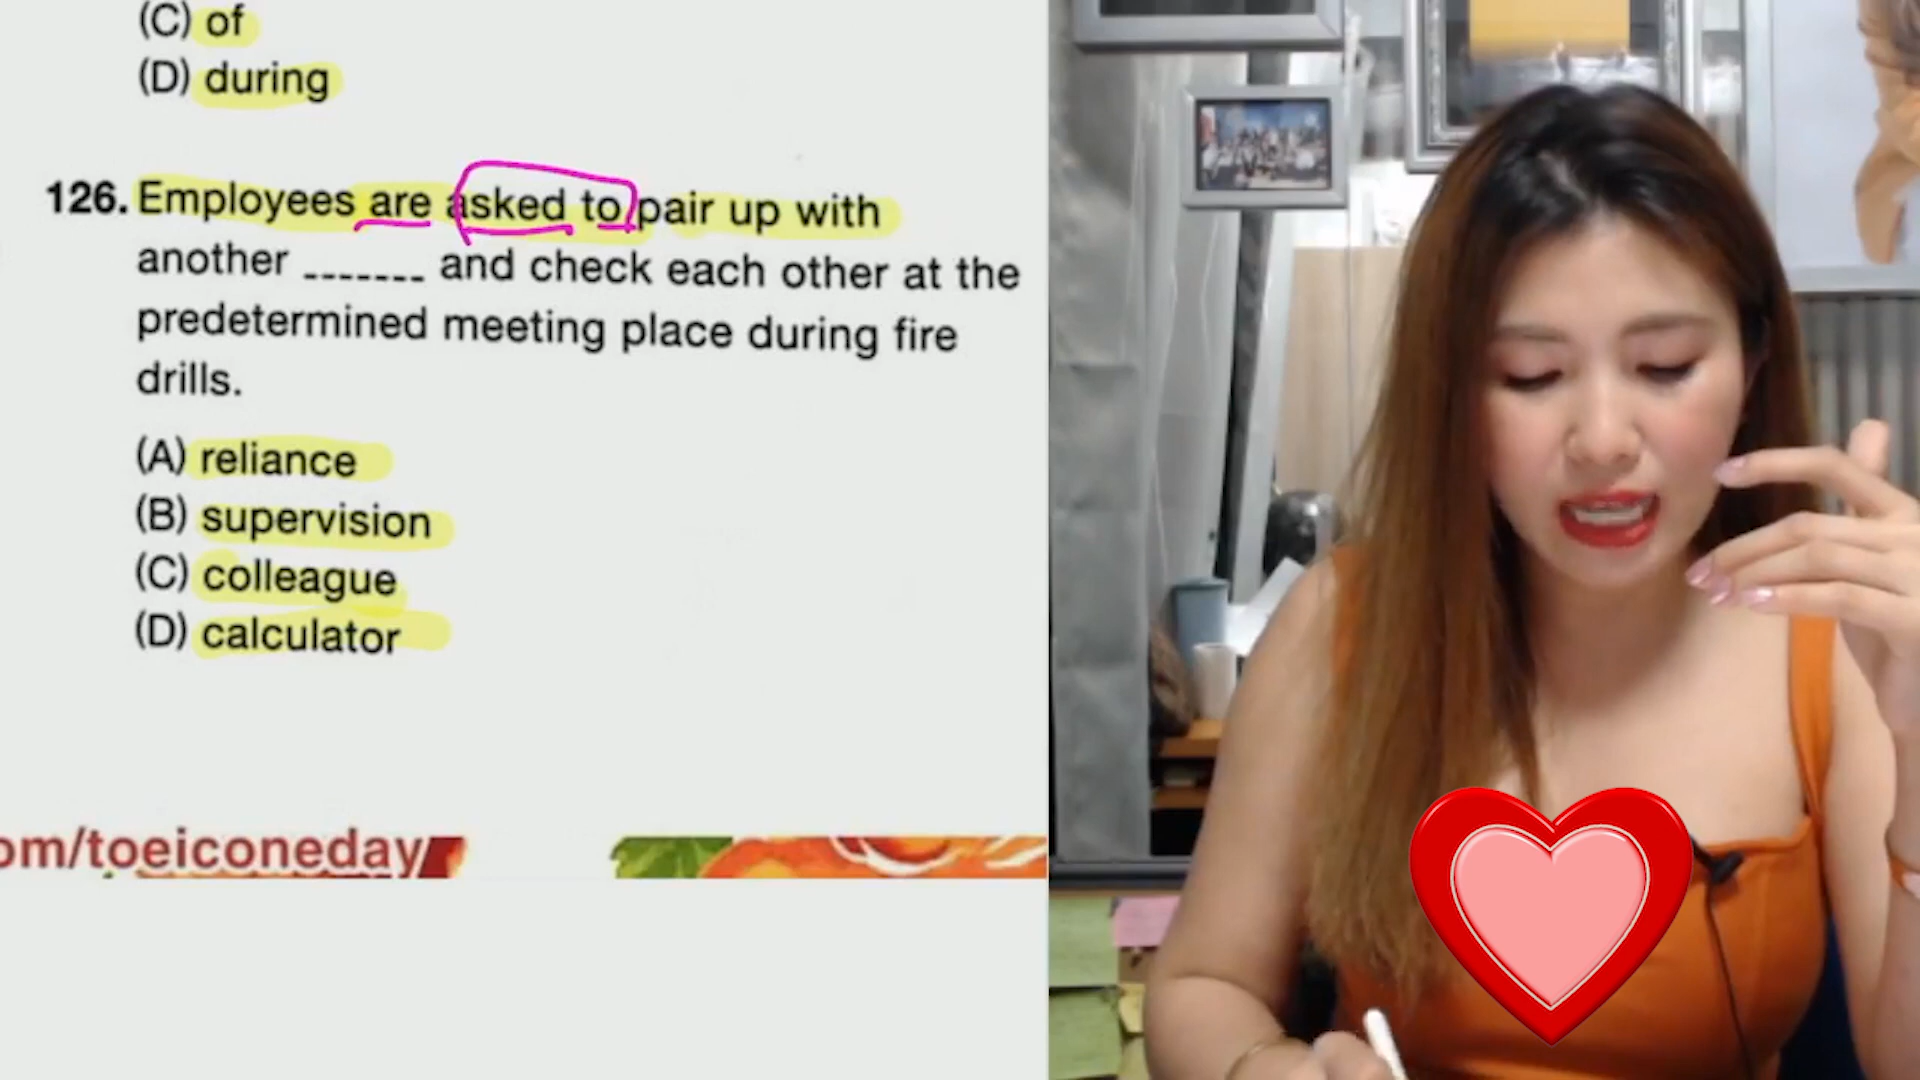 (C) of
(D) during
126. Employees are asked to pair up with
another _______ and check each other at the
predetermined meeting place during fire
drills.
(A) reliance
(B) supervision
(C) colleague
(D) calculator
om/toeiconeday